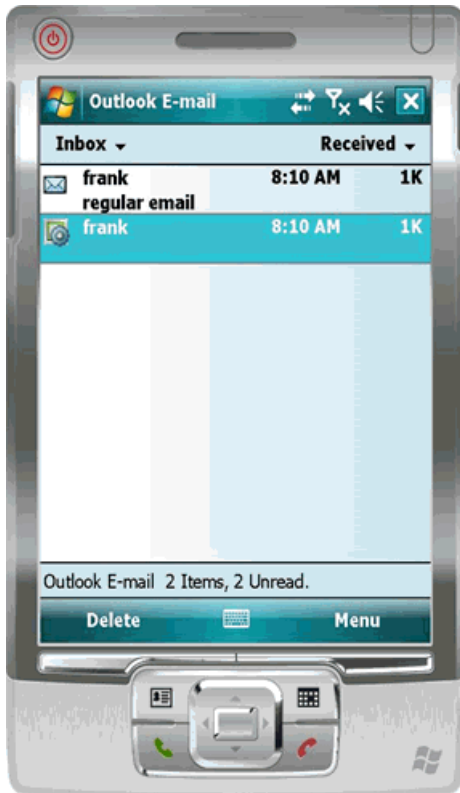 Outlook E-mail
Inbox Received
frank 8:10 AM 1K
regular email
frank 8:10 AM 1K
Outlook E-mail 2 Items, 2 Unread.
Delete Menu